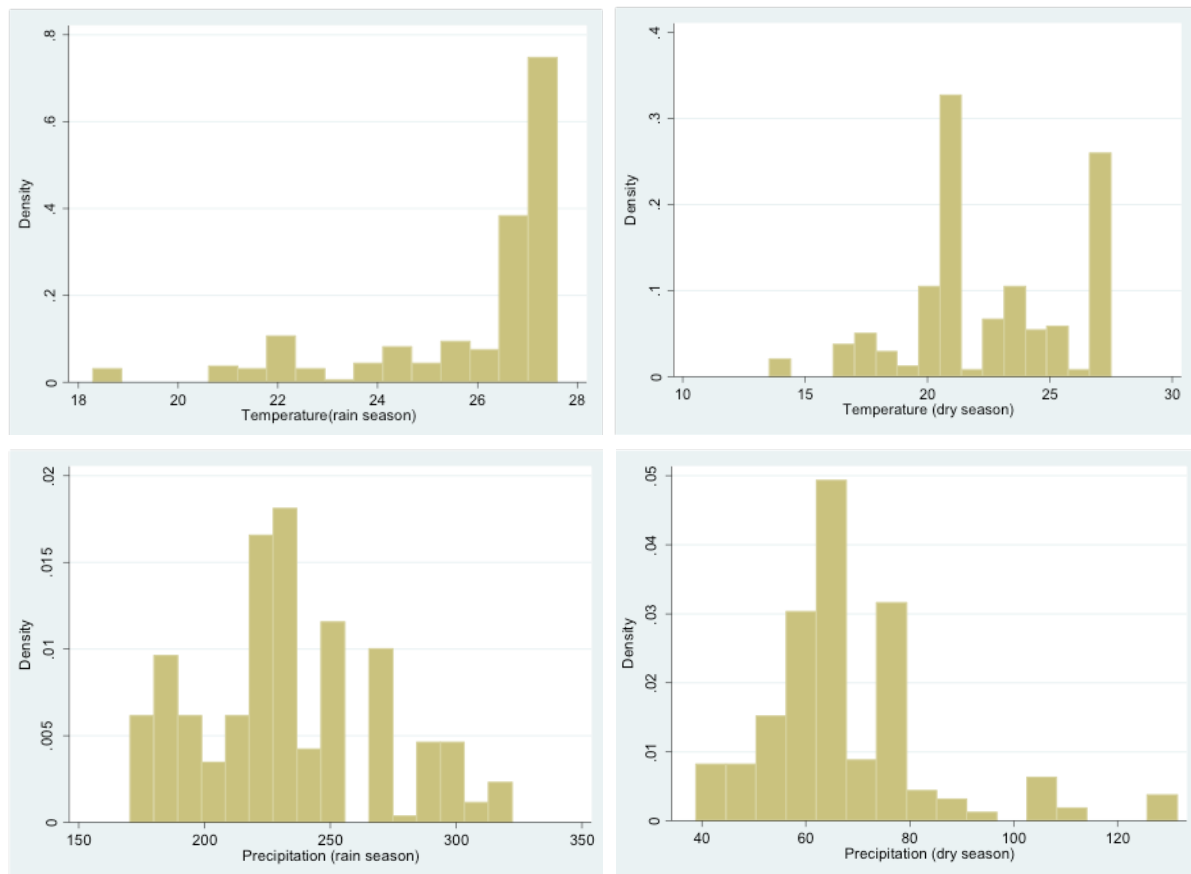 .8
.6
.4
.2
0
Density
18 20 22 24 26 28
Temperature(rain season)
.4
.3
.2
.1
0
Density
10 15 20 25 30
Temperature (dry season)
.02
.015
.01
.005
0
Density
150 200 250 300 350
Precipitation (rain season)
.05
.04
.03
.02
.01
0
Density
40 60 80 100 120
Precipitation (dry season)